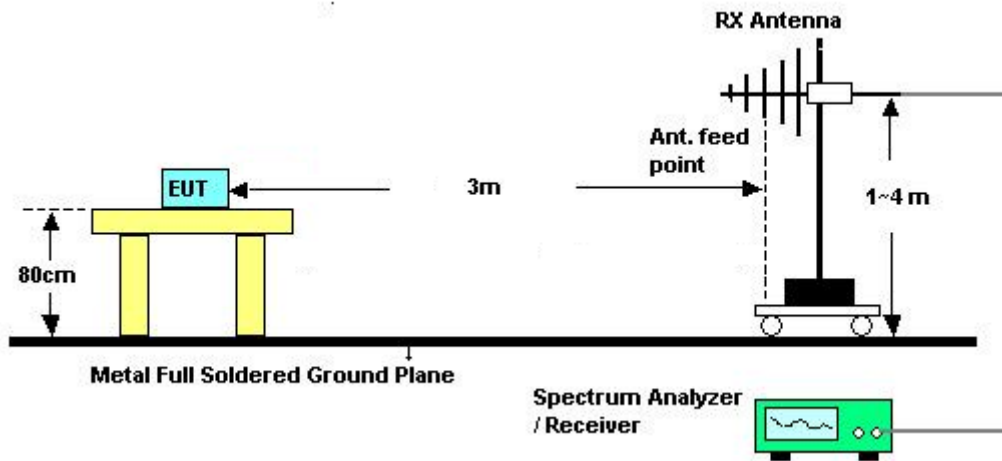 RX Antenna
Ant. feed
point
EUT
3m
1~4 m
80cm
Metal Full Soldered Ground Plane
Spectrum Analyzer
/ Receiver